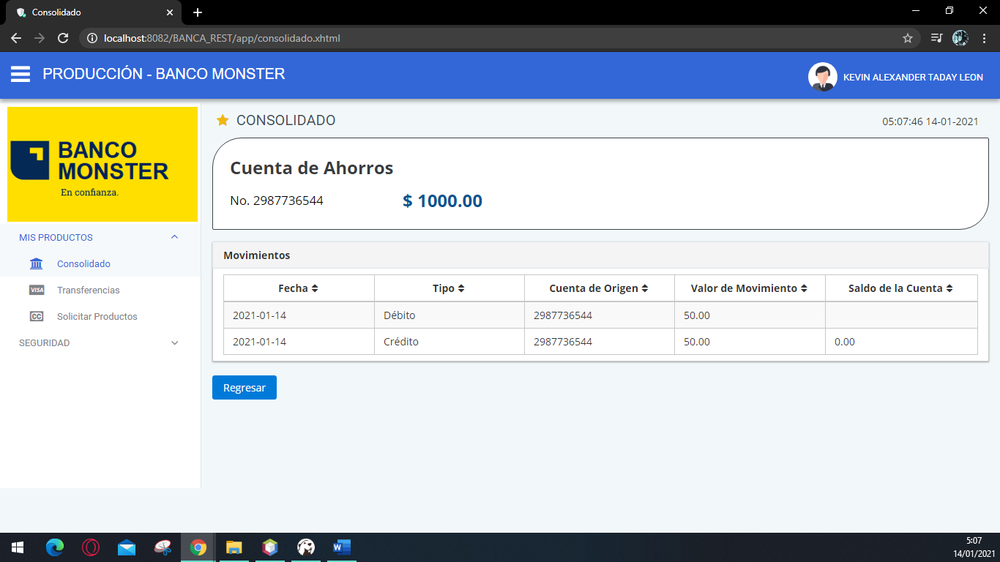 Consolidado
localhost:8082/BANCA_REST/app/consolidado.xhtml
PRODUCCIÓN - BANCO MONSTER
KEVIN ALEXANDER TADAY LEON
BANCO
MONSTER
En confianza.
MIS PRODUCTOS
Consolidado
VISA Transferencias
CC Solicitar Productos
SEGURIDAD
CONSOLIDADO 05:07:46 14-01-2021
Cuenta de Ahorros
No. 2987736544 $ 1000.00
Movimientos
Fecha Tipo Cuenta de Origen Valor de Movimiento Saldo de la Cuenta
2021-01-14 Débito 2987736544 50.00
2021-01-14 Crédito 2987736544 50.00 0.00
Regresar
5:07
14/01/2021